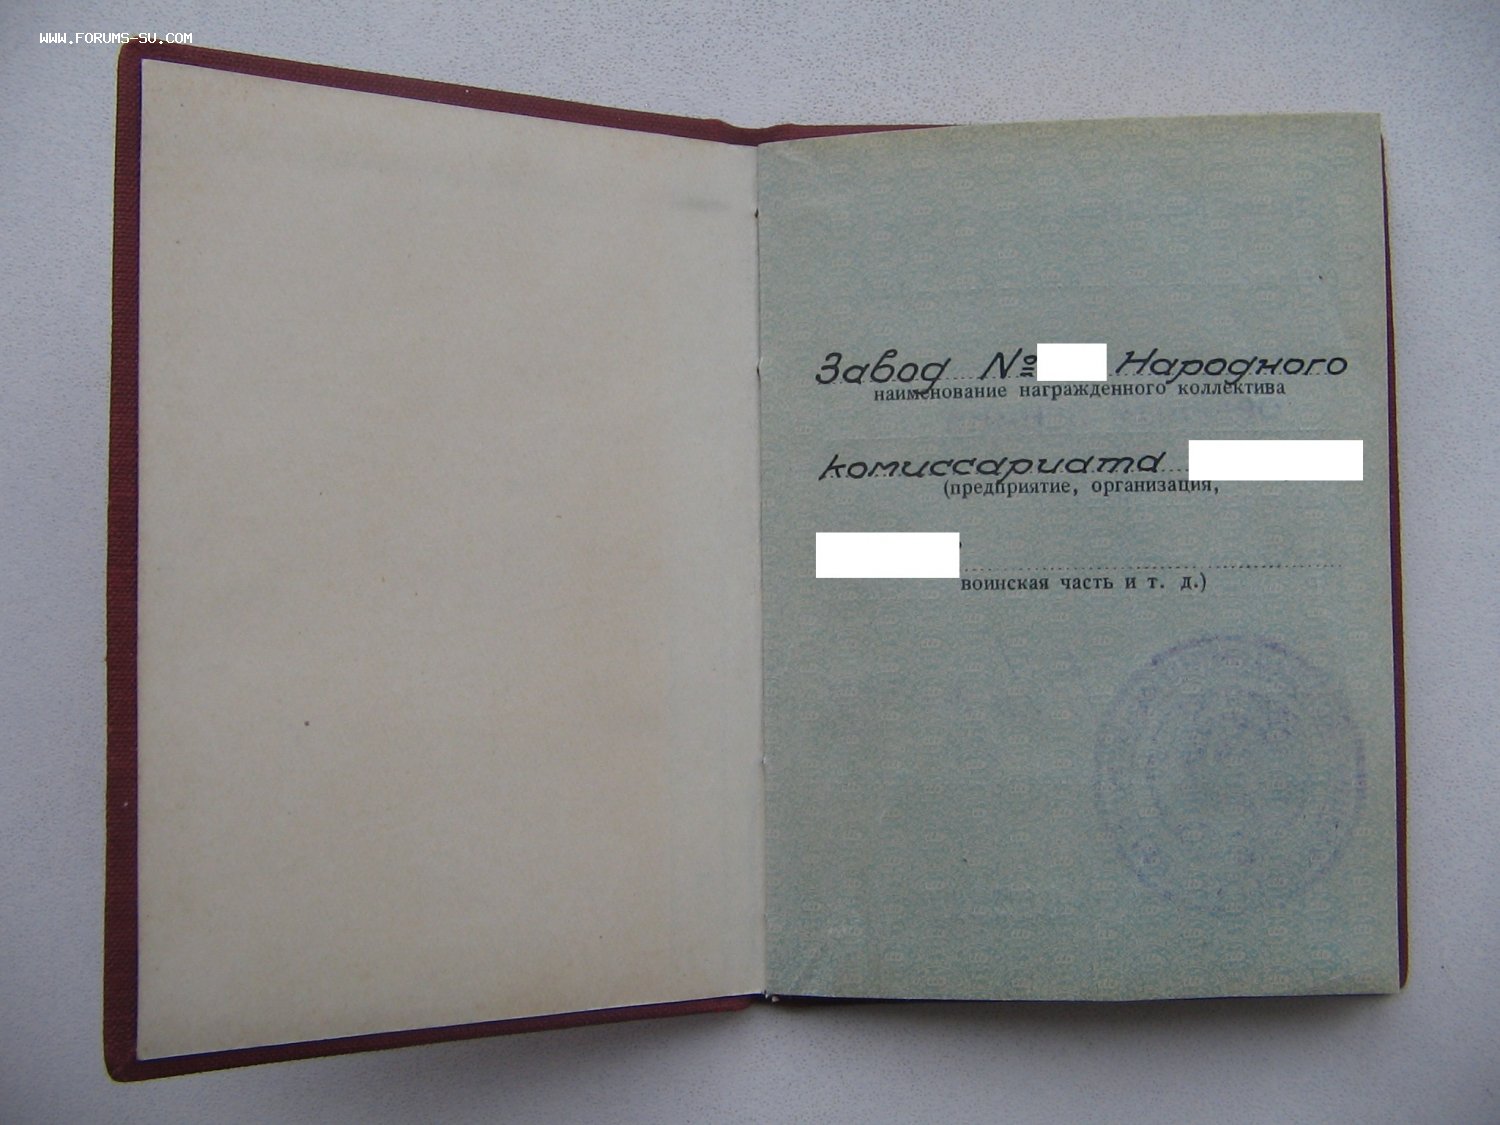 WWW.FORUMS-SU.COM
Завод № Народного
наименование награжденного коллектива
комиссариата
(предприятие, организация,
воинская часть и т. д.)